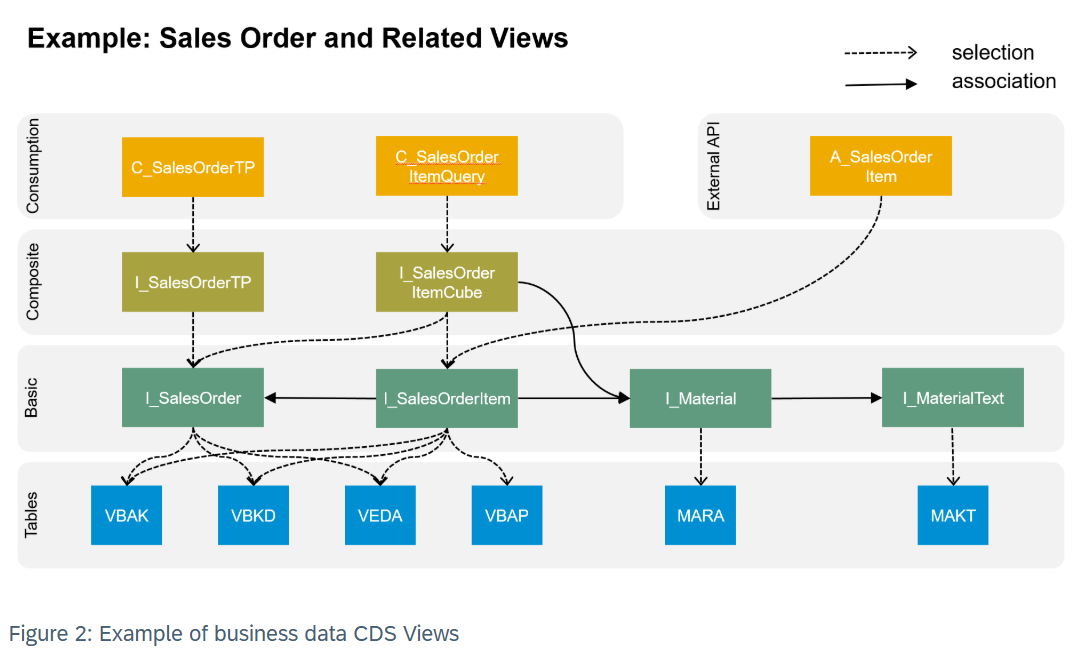 Example: Sales Order and Related Views
selection
association
Consumption
C_SalesOrderTP
C_SalesOrder
ItemQuery
External API
A_SalesOrder
Item
Composite
I_SalesOrderTP
I_SalesOrder
ItemCube
Basic
I_SalesOrder
I_SalesOrderItem
I_Material
I_MaterialText
Tables
VBAK
VBKD
VEDA
VBAP
MARA
MAKT
Figure 2: Example of business data CDS Views